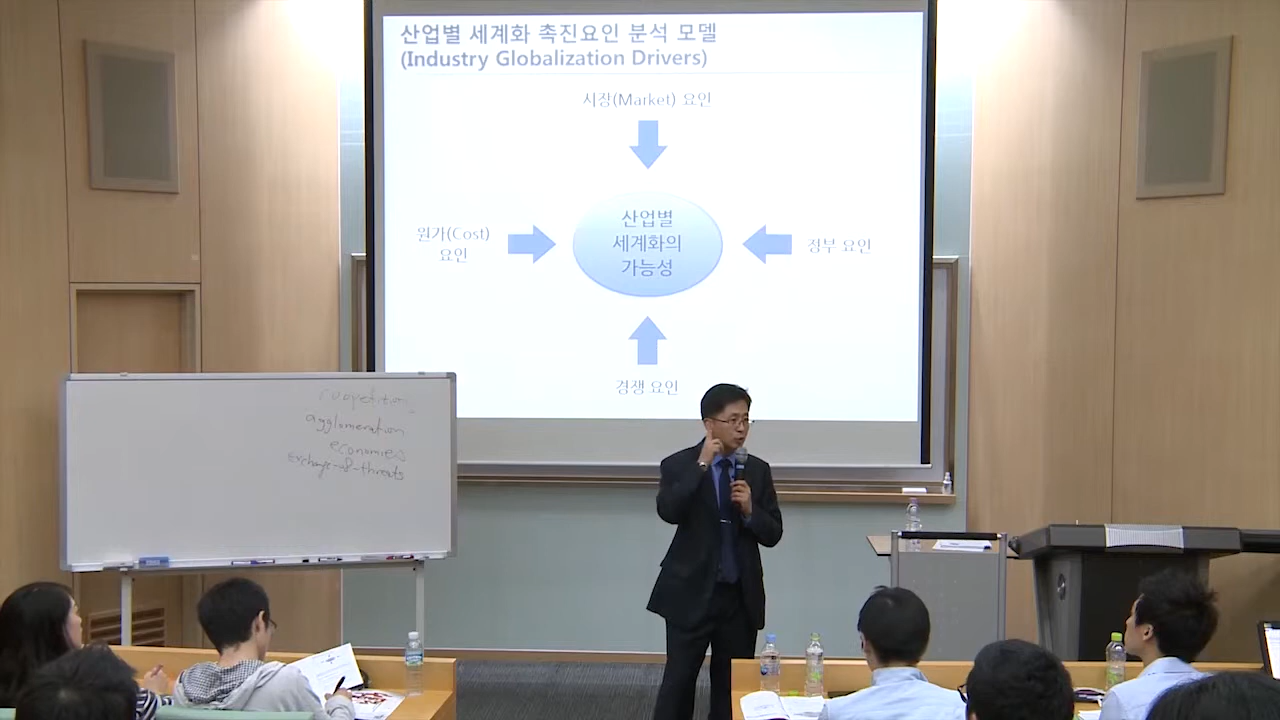 산업별 세계화 촉진요인 분석 모델
(Industry Globalization Drivers)
시장(Market) 요인
원가(Cost)
요인
산업별
세계화의
가능성
정부 요인
경쟁 요인
agglomeration
economies
Exchange-of-threats